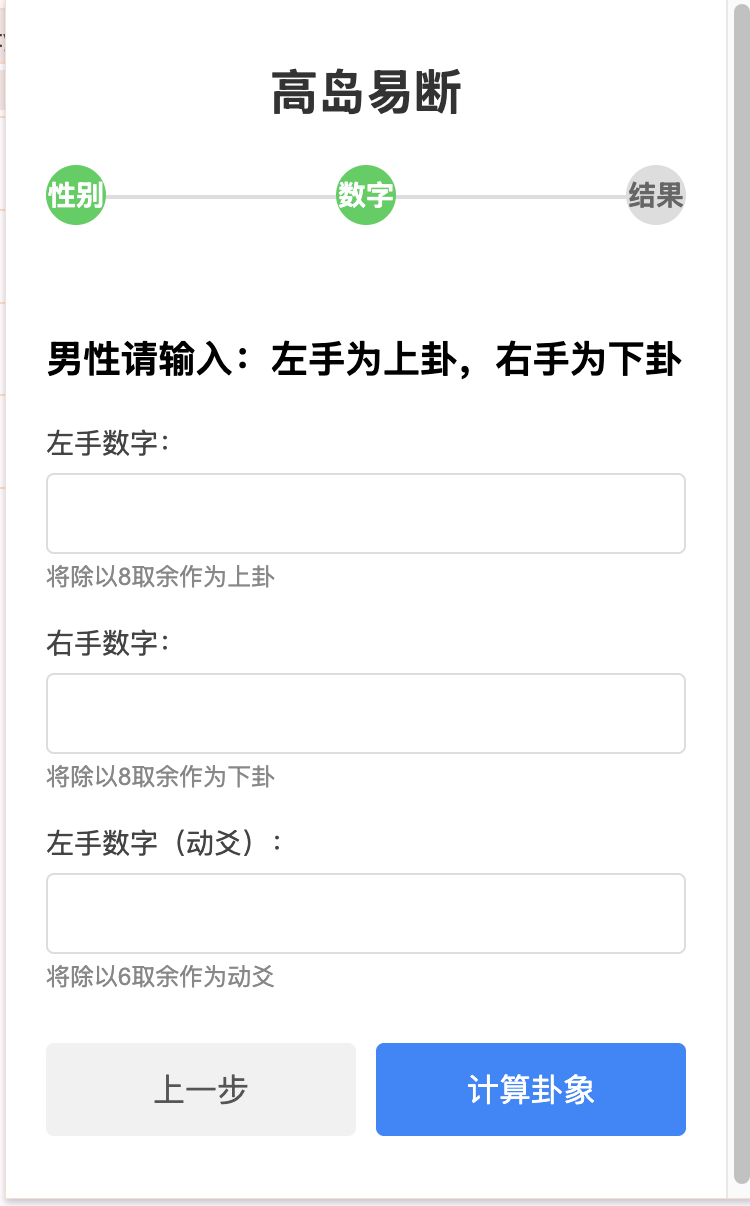 高岛易断
性别
数字
结果
男性请输入：左手为上卦，右手为下卦
左手数字：
将除以8取余作为上卦
右手数字：
将除以8取余作为下卦
左手数字（动爻）：
将除以6取余作为动爻
上一步
计算卦象